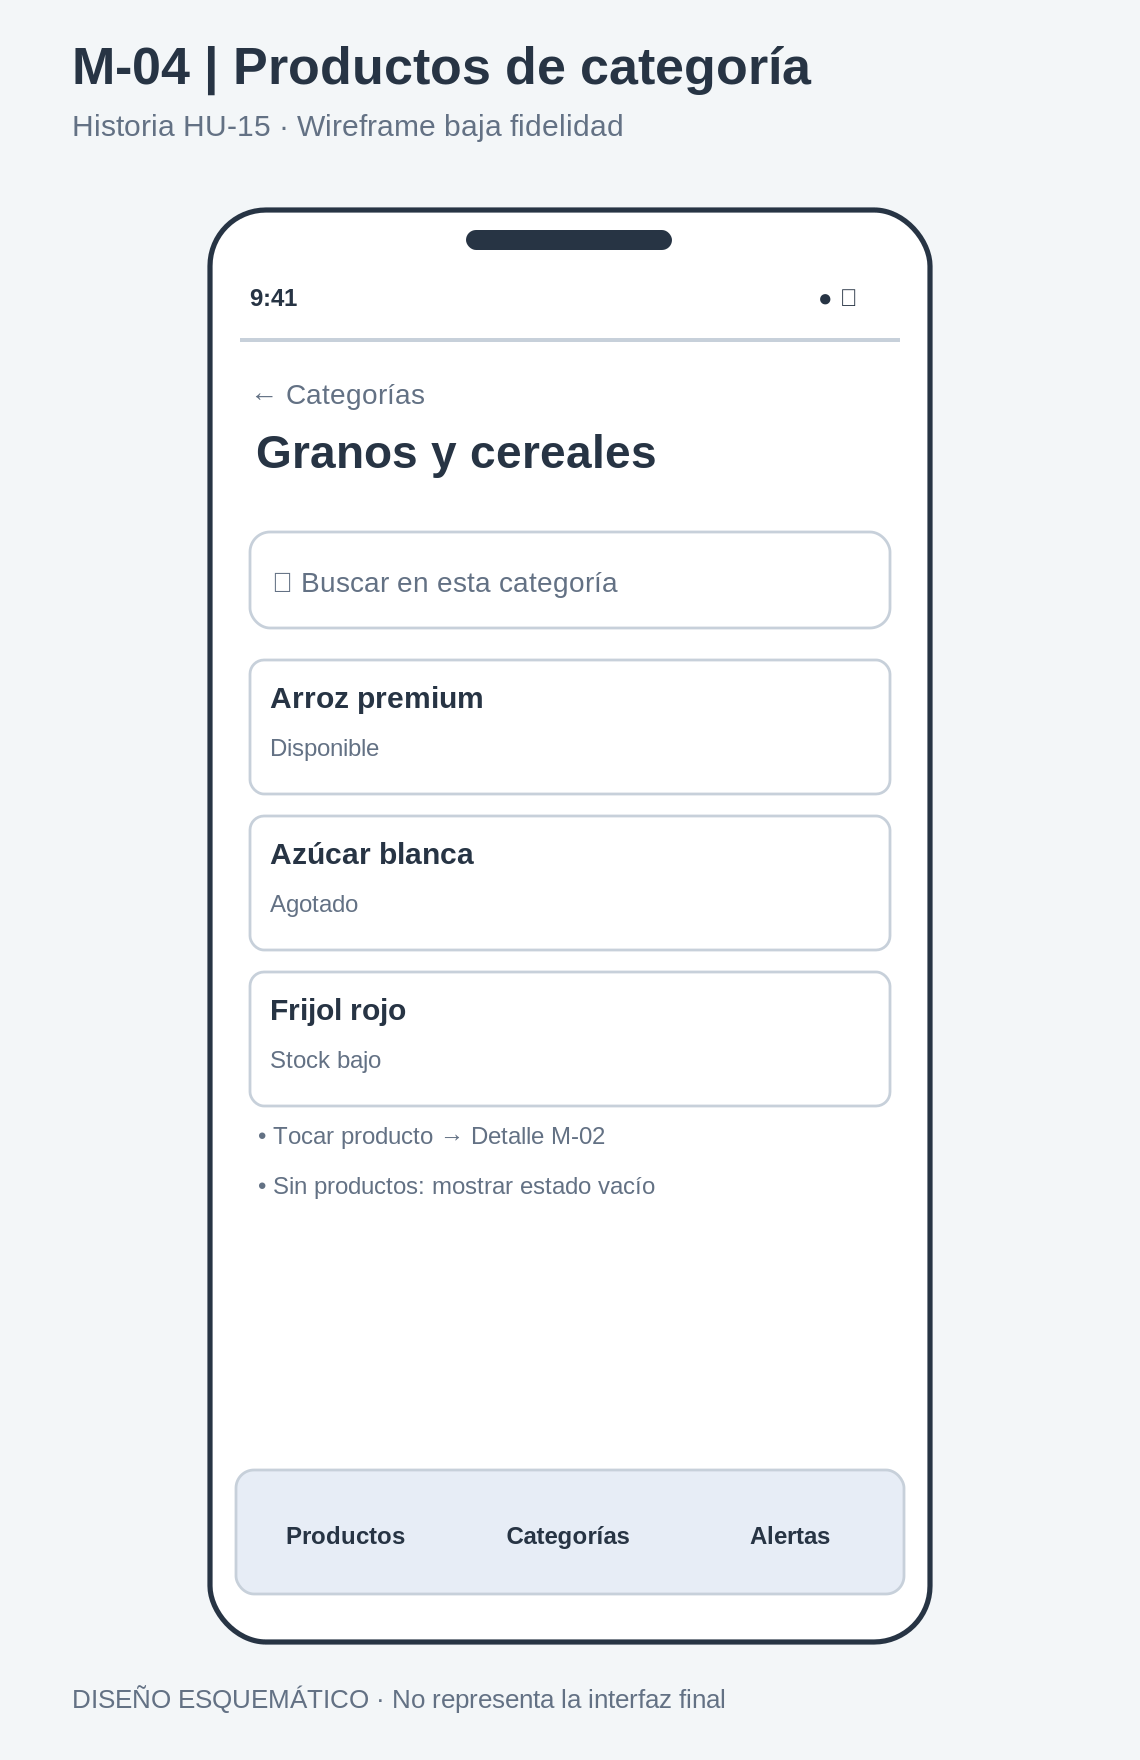 M-04 | Productos de categoría
Historia HU-15 · Wireframe baja fidelidad
9:41
← Categorías
Granos y cereales
Buscar en esta categoría
Arroz premium
Disponible
Azúcar blanca
Agotado
Frijol rojo
Stock bajo
• Tocar producto → Detalle M-02
• Sin productos: mostrar estado vacío
Productos Categorías Alertas
DISEÑO ESQUEMÁTICO · No representa la interfaz final